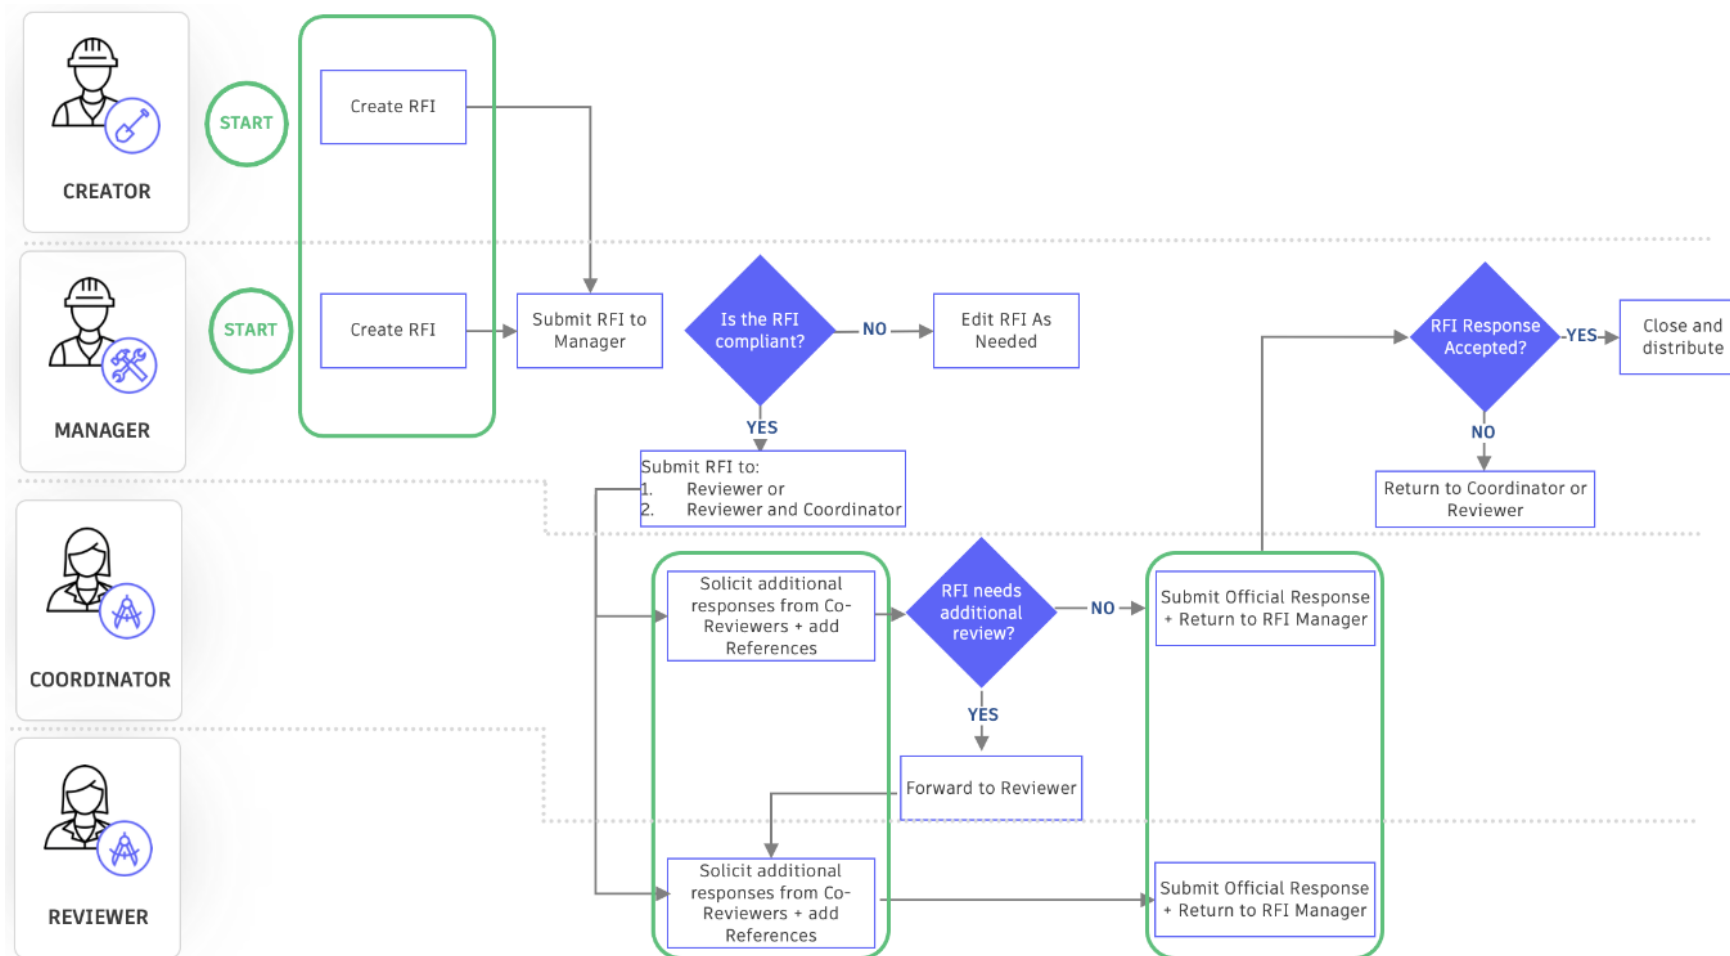 CREATOR
START
Create RFI
MANAGER
START
Create RFI
Submit RFI to
Manager
Is the RFI
compliant?
NO
Edit RFI As
Needed
YES
Submit RFI to:
1. Reviewer or
2. Reviewer and Coordinator
RFI Response
Accepted?
YES
Close and
distribute
NO
Return to Coordinator or
Reviewer
COORDINATOR
Solicit additional
responses from Co-
Reviewers + add
References
RFI needs
additional
review?
NO
Submit Official Response
+ Return to RFI Manager
YES
Forward to Reviewer
REVIEWER
Solicit additional
responses from Co-
Reviewers + add
References
Submit Official Response
+ Return to RFI Manager